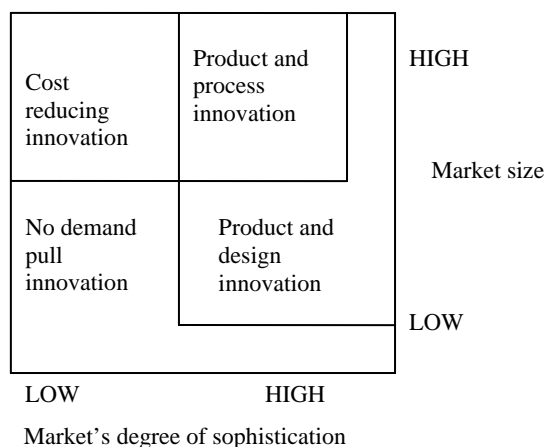 Cost
reducing
innovation
Product and
process
innovation
HIGH
Market size
No demand
pull
innovation
Product and
design
innovation
LOW
LOW HIGH
Market's degree of sophistication